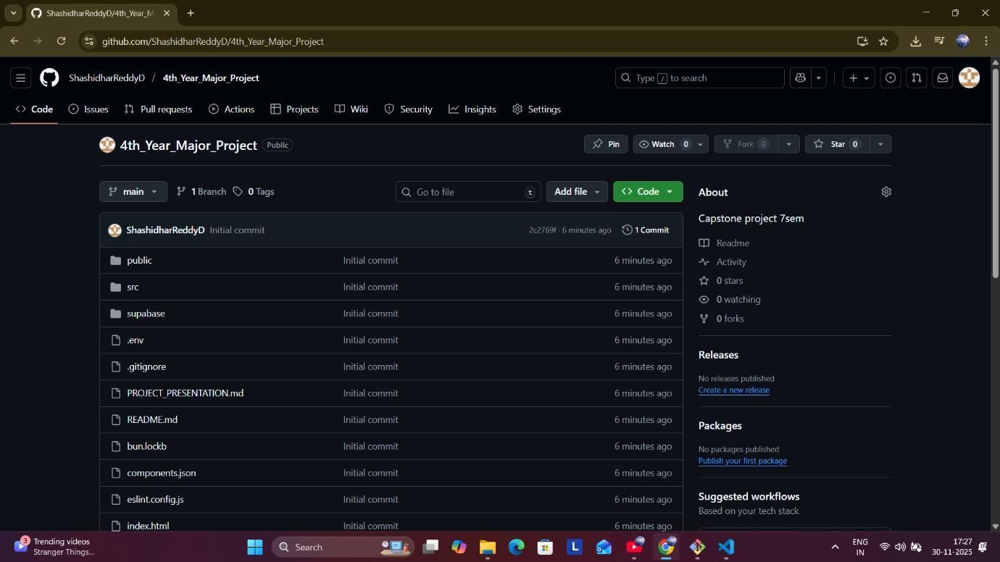 ShashidharReddyD/4th_Year_M
github.com/ShashidharReddyD/4th_Year_Major_Project
ShashidharReddyD / 4th_Year_Major_Project
Type / to search
Code Issues Pull requests Actions Projects Wiki Security Insights Settings
4th_Year_Major_Project Public
Pin Watch 0 Fork 0 Star 0
main 1 Branch 0 Tags Go to file t Add file Code
ShashidharReddyD Initial commit 2c2769f · 6 minutes ago 1 Commit
public Initial commit 6 minutes ago
src Initial commit 6 minutes ago
supabase Initial commit 6 minutes ago
.env Initial commit 6 minutes ago
.gitignore Initial commit 6 minutes ago
PROJECT_PRESENTATION.md Initial commit 6 minutes ago
README.md Initial commit 6 minutes ago
bun.lockb Initial commit 6 minutes ago
components.json Initial commit 6 minutes ago
eslint.config.js Initial commit 6 minutes ago
index.html Initial commit 6 minutes ago
About
Capstone project 7sem
Readme
Activity
0 stars
0 watching
0 forks
Releases
No releases published
Create a new release
Packages
No packages published
Publish your first package
Suggested workflows
Based on your tech stack
3
Trending videos
Stranger Things...
Search
L
ENG
IN
17:27
30-11-2025